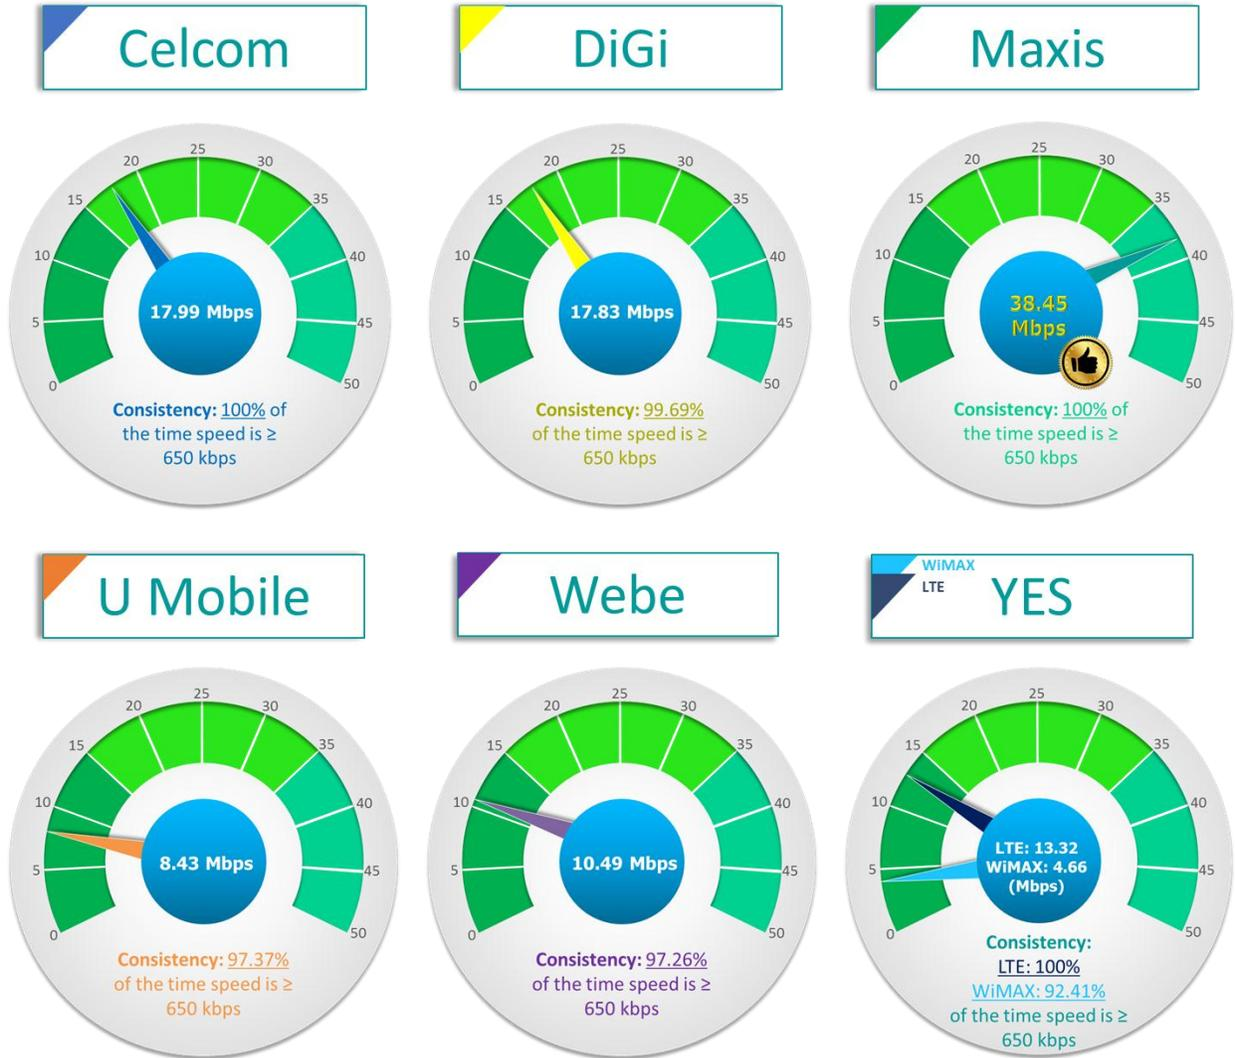 Celcom
0
5
10
15
20
25
30
35
40
45
50
17.99 Mbps
Consistency: 100% of
the time speed is ≥
650 kbps
DiGi
0
5
10
15
20
25
30
35
40
45
50
17.83 Mbps
Consistency: 99.69%
of the time speed is ≥
650 kbps
Maxis
0
5
10
15
20
25
30
35
40
45
50
38.45
Mbps
Consistency: 100% of
the time speed is ≥
650 kbps
U Mobile
0
5
10
15
20
25
30
35
40
45
50
8.43 Mbps
Consistency: 97.37%
of the time speed is ≥
650 kbps
Webe
0
5
10
15
20
25
30
35
40
45
50
10.49 Mbps
Consistency: 97.26%
of the time speed is ≥
650 kbps
WiMAX
LTE
YES
0
5
10
15
20
25
30
35
40
45
50
LTE: 13.32
WiMAX: 4.66
(Mbps)
Consistency:
LTE: 100%
WiMAX: 92.41%
of the time speed is ≥
650 kbps